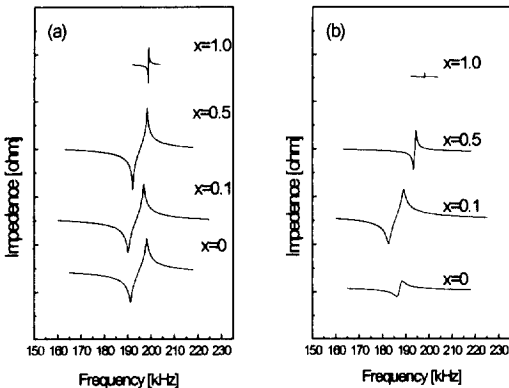 (a)
x=1.0
x=0.5
x=0.1
x=0
Impedence [ohm]
150 160 170 180 190 200 210 220 230
Frequency [kHz]
(b)
x=1.0
x=0.5
x=0.1
x=0
Impedence [ohm]
150 160 170 180 190 200 210 220 230
Frequency [kHz]